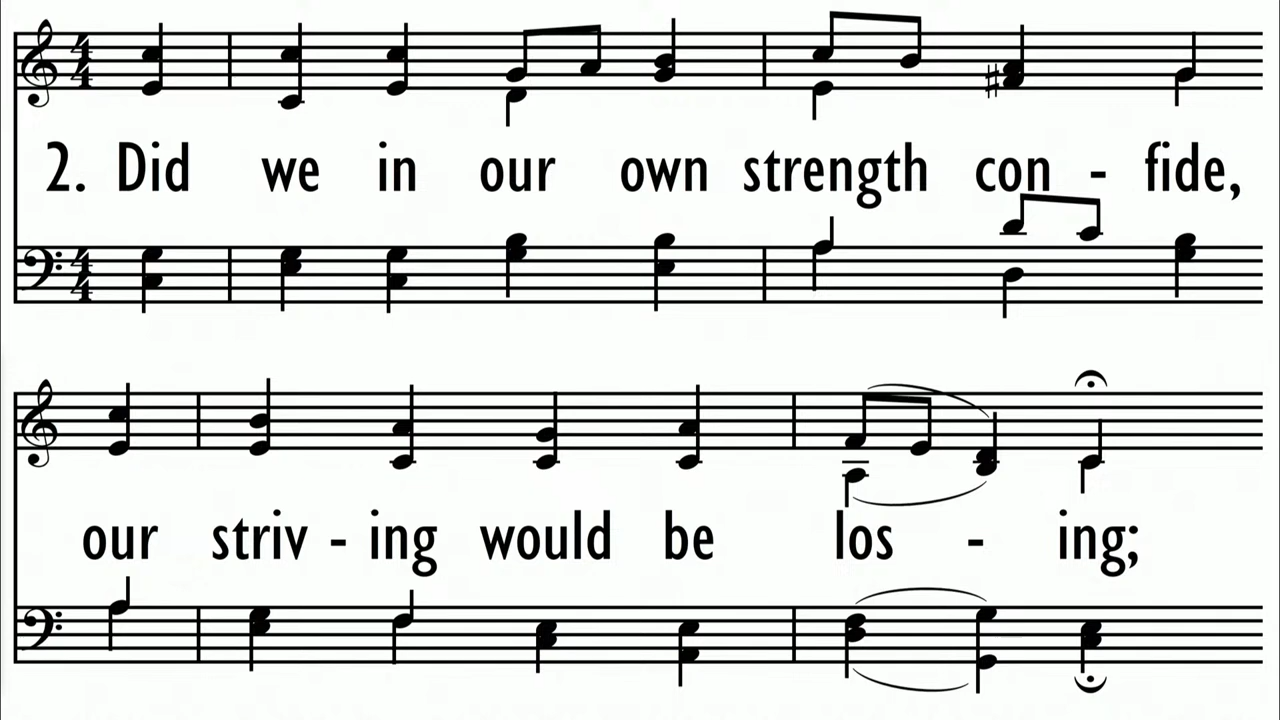 2. Did we in our own strength con - fide,
our striv - ing would be los - ing;